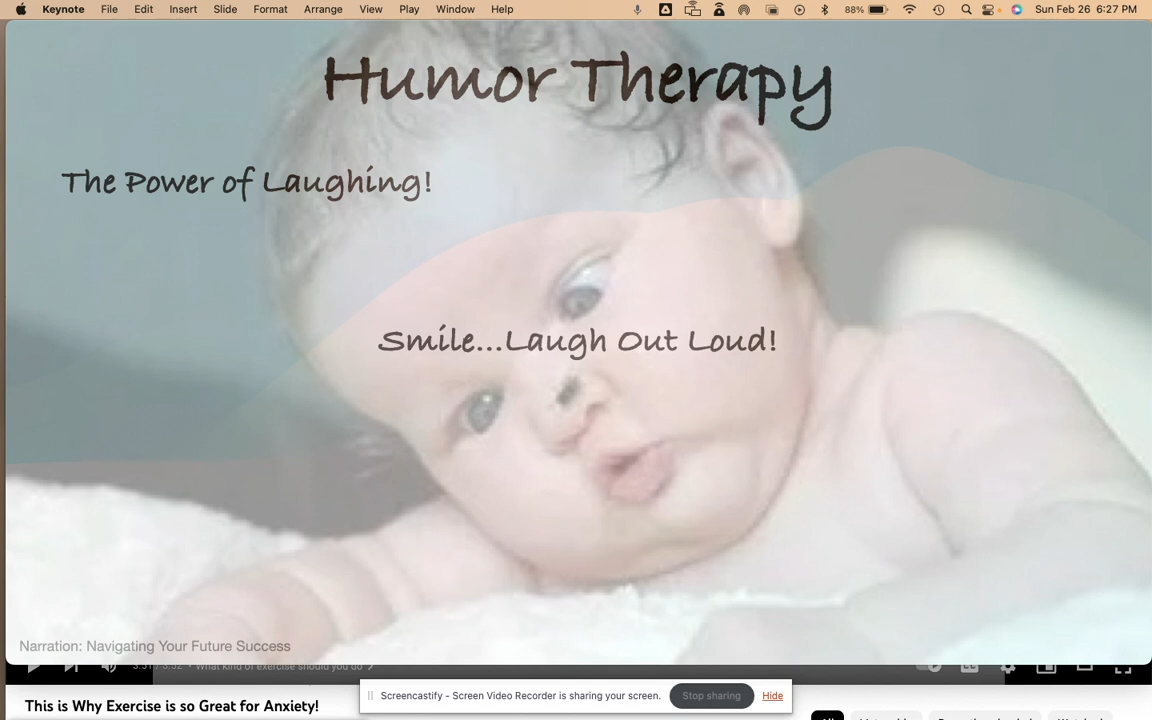 Keynote File Edit Insert Slide Format Arrange View Play Window Help 88% Sun Feb 26 6:27 PM
Humor Therapy
The Power of Laughing!
Smile...Laugh Out Loud!
Narration: Navigating Your Future Success
What kind of exercise should you do
Screencastify - Screen Video Recorder is sharing your screen. Stop sharing Hide
This is Why Exercise is so Great for Anxiety!